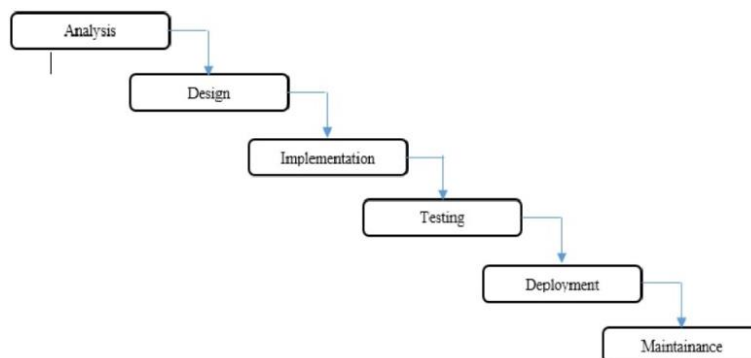 Analysis
Design
Implementation
Testing
Deployment
Maintainance